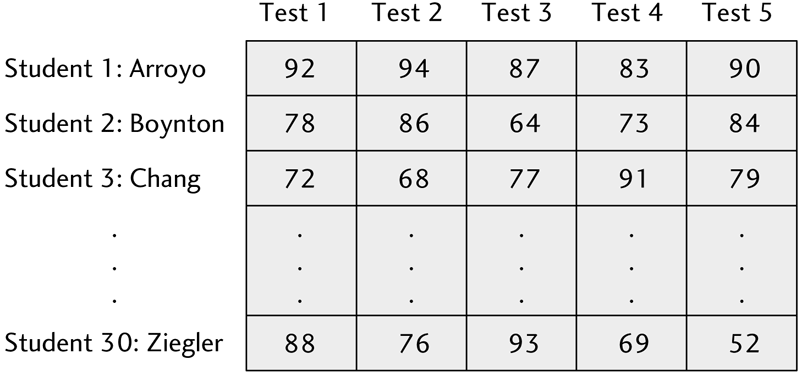 Test 1 Test 2 Test 3 Test 4 Test 5
Student 1: Arroyo 92 94 87 83 90
Student 2: Boynton 78 86 64 73 84
Student 3: Chang 72 68 77 91 79
. . . . . .
. . . . . .
. . . . . .
Student 30: Ziegler 88 76 93 69 52